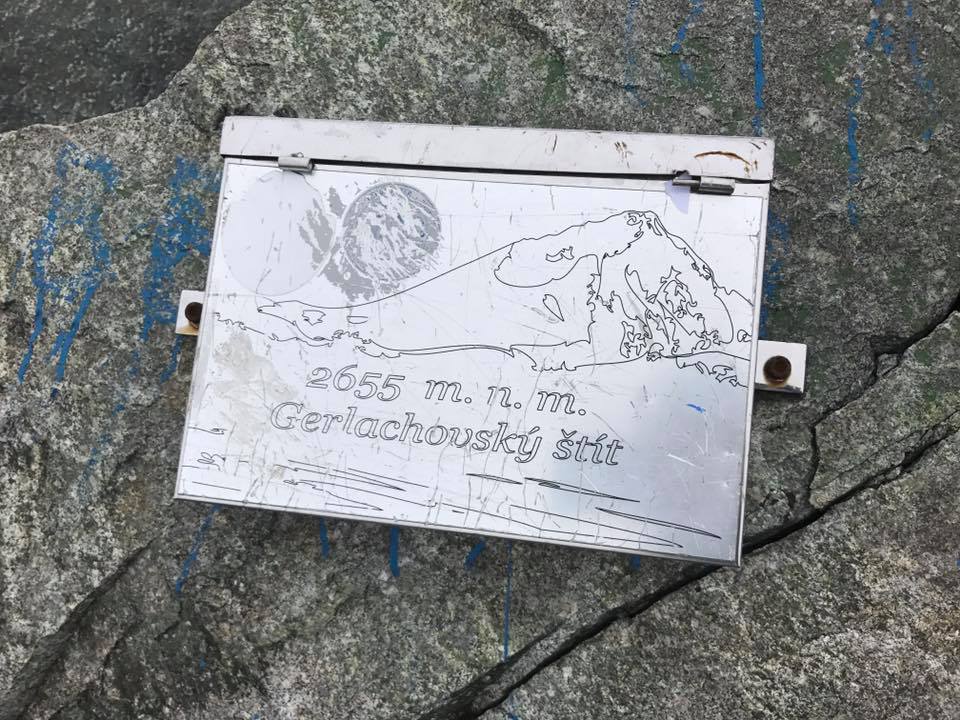 2655 m. n. m.
Gerlachovský štít